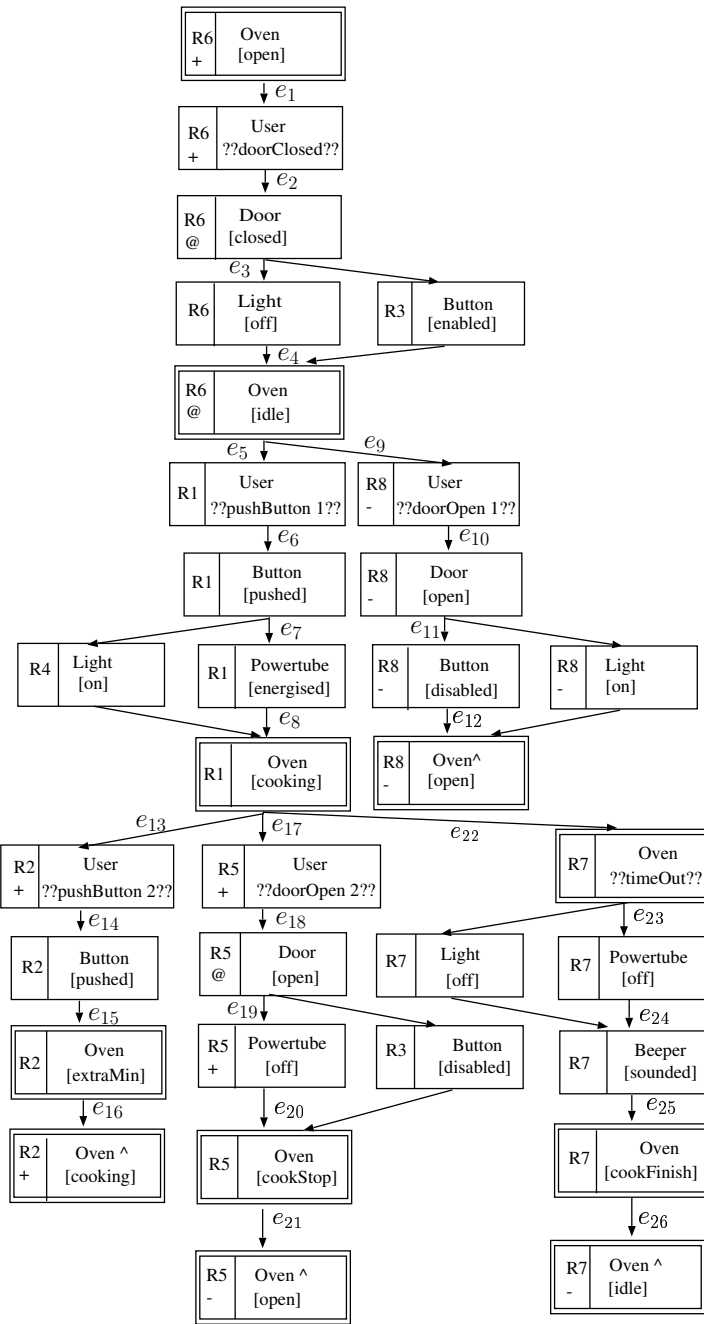 R6 Oven
+ [open]
e1
R6 User
+ ??doorClosed??
e2
R6 Door
@ [closed]
e3
R6 Light
[off]
R3 Button
[enabled]
e4
R6 Oven
@ [idle]
e5
e9
R1 User
??pushButton 1??
R8 User
- ??doorOpen 1??
e6
e10
R1 Button
[pushed]
R8 Door
- [open]
e7
e11
R4 Light
[on]
R1 Powertube
[energised]
R8 Button
- [disabled]
R8 Light
- [on]
e8
e12
R1 Oven
[cooking]
R8 Oven^
- [open]
e13
e17
e22
R2 User
+ ??pushButton 2??
R5 User
+ ??doorOpen 2??
R7 Oven
??timeOut??
e14
e18
e23
R2 Button
[pushed]
R5 Door
@ [open]
R7 Light
[off]
R7 Powertube
[off]
e15
e19
e24
R2 Oven
[extraMin]
R5 Powertube
+ [off]
R3 Button
[disabled]
R7 Beeper
[sounded]
e16
e20
e25
R2 Oven ^
+ [cooking]
R5 Oven
[cookStop]
R7 Oven
[cookFinish]
e21
e26
R5 Oven ^
- [open]
R7 Oven ^
- [idle]